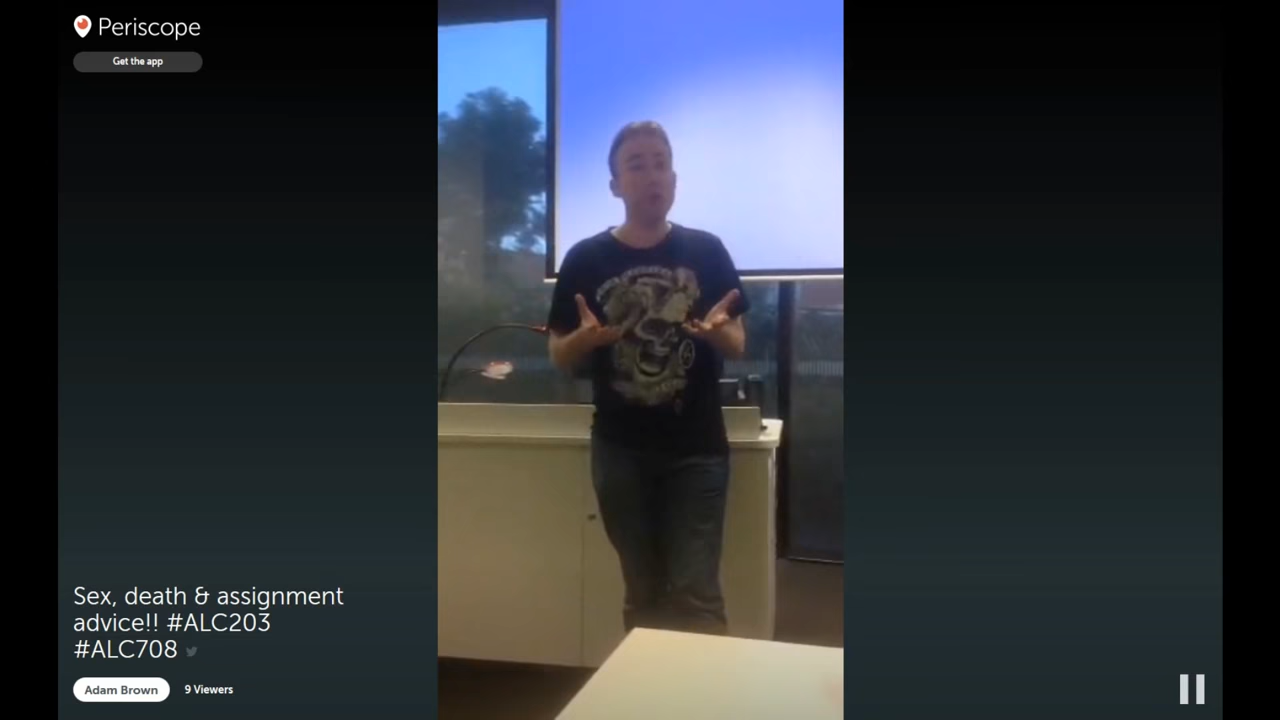 Periscope
Get the app
Sex, death & assignment
advice!! #ALC203
#ALC708
Adam Brown
9 Viewers